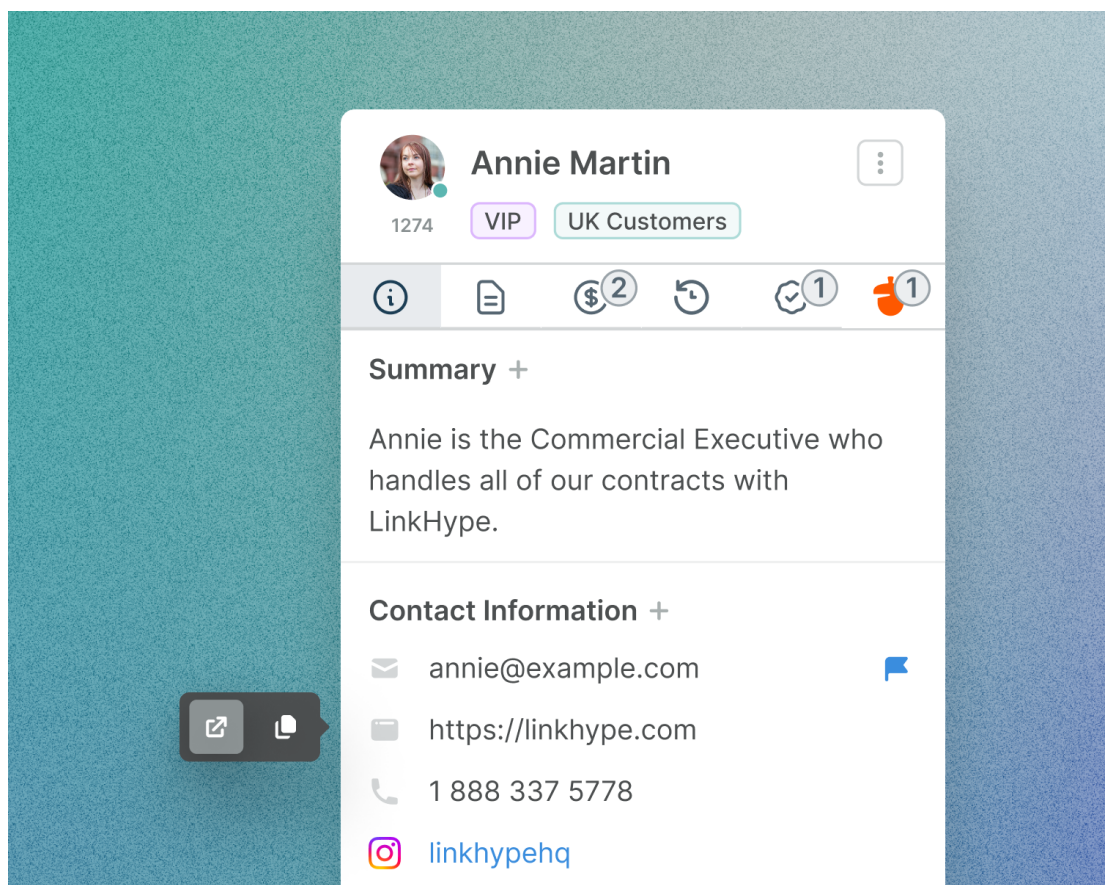 Annie Martin
1274
VIP
UK Customers
2
1
1
Summary +
Annie is the Commercial Executive who
handles all of our contracts with
LinkHype.
Contact Information +
annie@example.com
https://linkhype.com
1 888 337 5778
linkhypehq